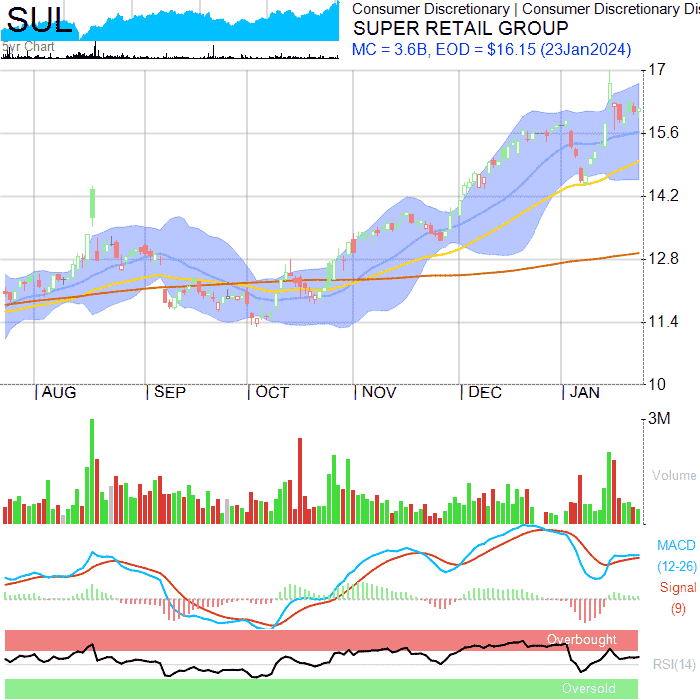 SUL
5yr Chart
Consumer Discretionary | Consumer Discretionary Dis
SUPER RETAIL GROUP
MC = 3.6B, EOD = $16.15 (23Jan2024)
17
15.6
14.2
12.8
11.4
10
AUG SEP OCT NOV DEC JAN
3M
Volume
MACD
(12-26)
Signal
(9)
Overbought
RSI(14)
Oversold